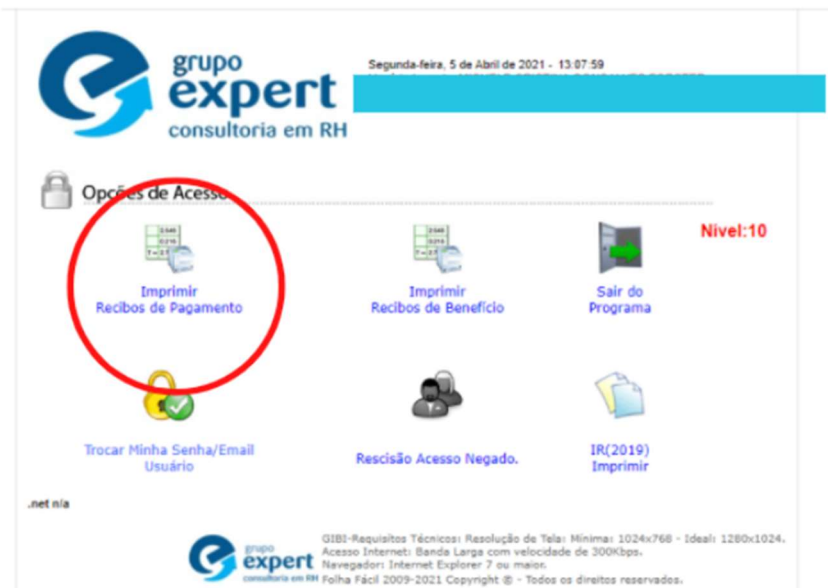 grupo
expert
consultoria em RH
Segunda-feira, 5 de Abril de 2021 - 13:07:59
Opções de Acesso
Nivel:10
Imprimir
Recibos de Pagamento
Imprimir
Recibos de Benefício
Sair do
Programa
Trocar Minha Senha/Email
Usuário
Rescisão Acesso Negado.
IR(2019)
Imprimir
.net n/a
grupo
expert
consultoria em RH
GIBI-Requisitos Técnicos: Resolução de Tela: Mínima: 1024x768 - Ideal: 1280x1024.
Acesso Internet: Banda Larga com velocidade de 300Kbps.
Navegador: Internet Explorer 7 ou maior.
Folha Fácil 2009-2021 Copyright ® - Todos os direitos reservados.